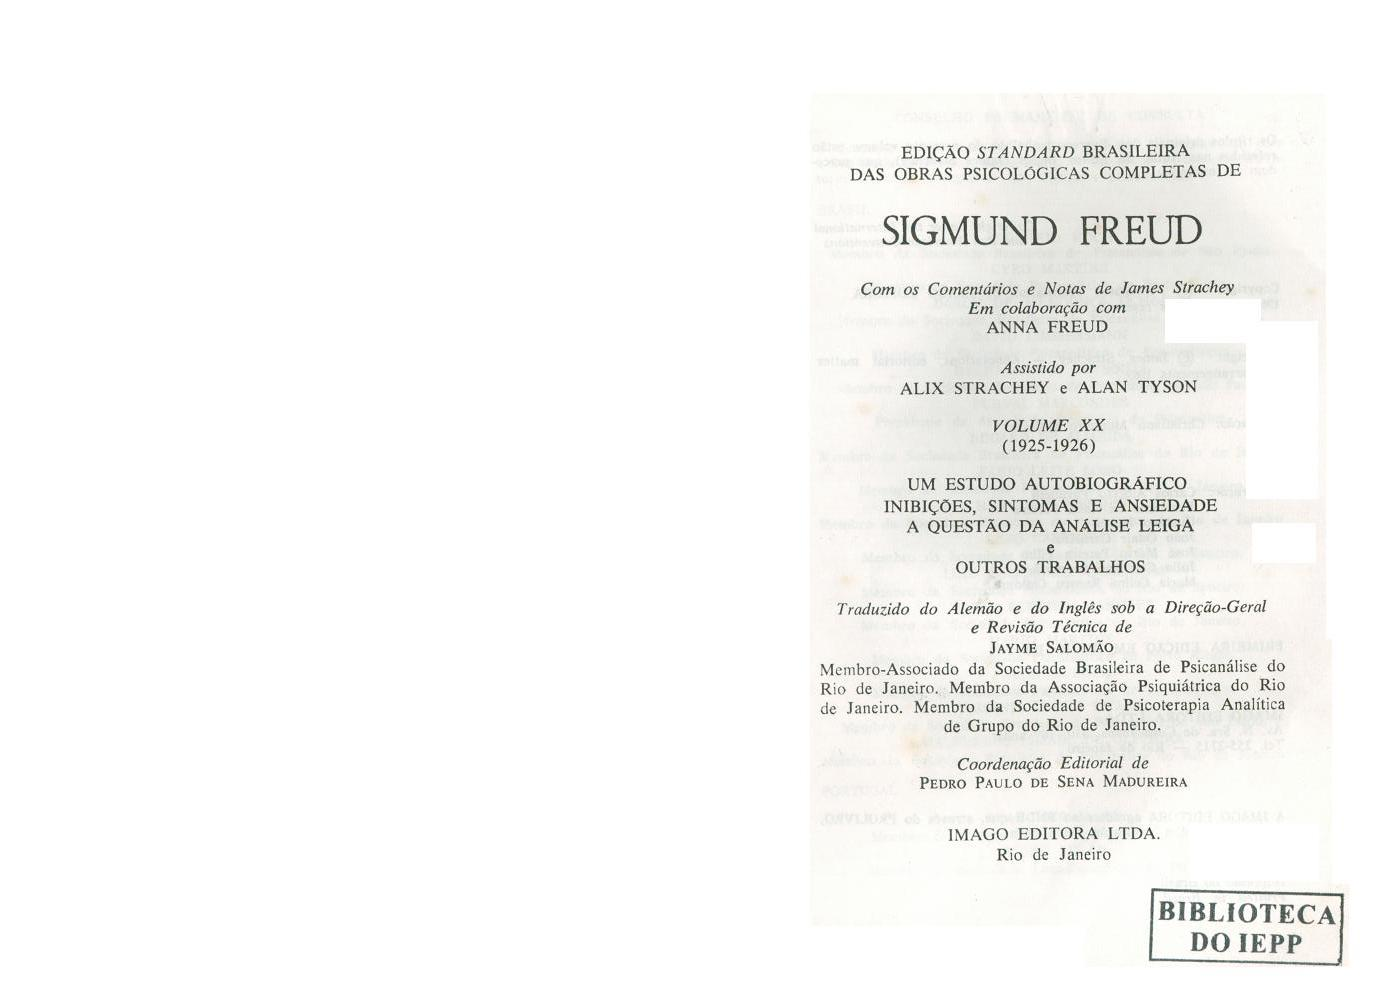 EDIÇÃO STANDARD BRASILEIRA
DAS OBRAS PSICOLÓGICAS COMPLETAS DE
SIGMUND FREUD
Com os Comentários e Notas de James Strachey
Em colaboração com
ANNA FREUD
Assistido por
ALIX STRACHEY e ALAN TYSON
VOLUME XX
(1925-1926)
UM ESTUDO AUTOBIOGRÁFICO
INIBIÇÕES, SINTOMAS E ANSIEDADE
A QUESTÃO DA ANÁLISE LEIGA
e
OUTROS TRABALHOS
Traduzido do Alemão e do Inglês sob a Direção-Geral
e Revisão Técnica de
JAYME SALOMÃO
Membro-Associado da Sociedade Brasileira de Psicanálise do
Rio de Janeiro. Membro da Associação Psiquiátrica do Rio
de Janeiro. Membro da Sociedade de Psicoterapia Analítica
de Grupo do Rio de Janeiro.
Coordenação Editorial de
PEDRO PAULO DE SENA MADUREIRA
IMAGO EDITORA LTDA.
Rio de Janeiro
BIBLIOTECA
DO IEPP